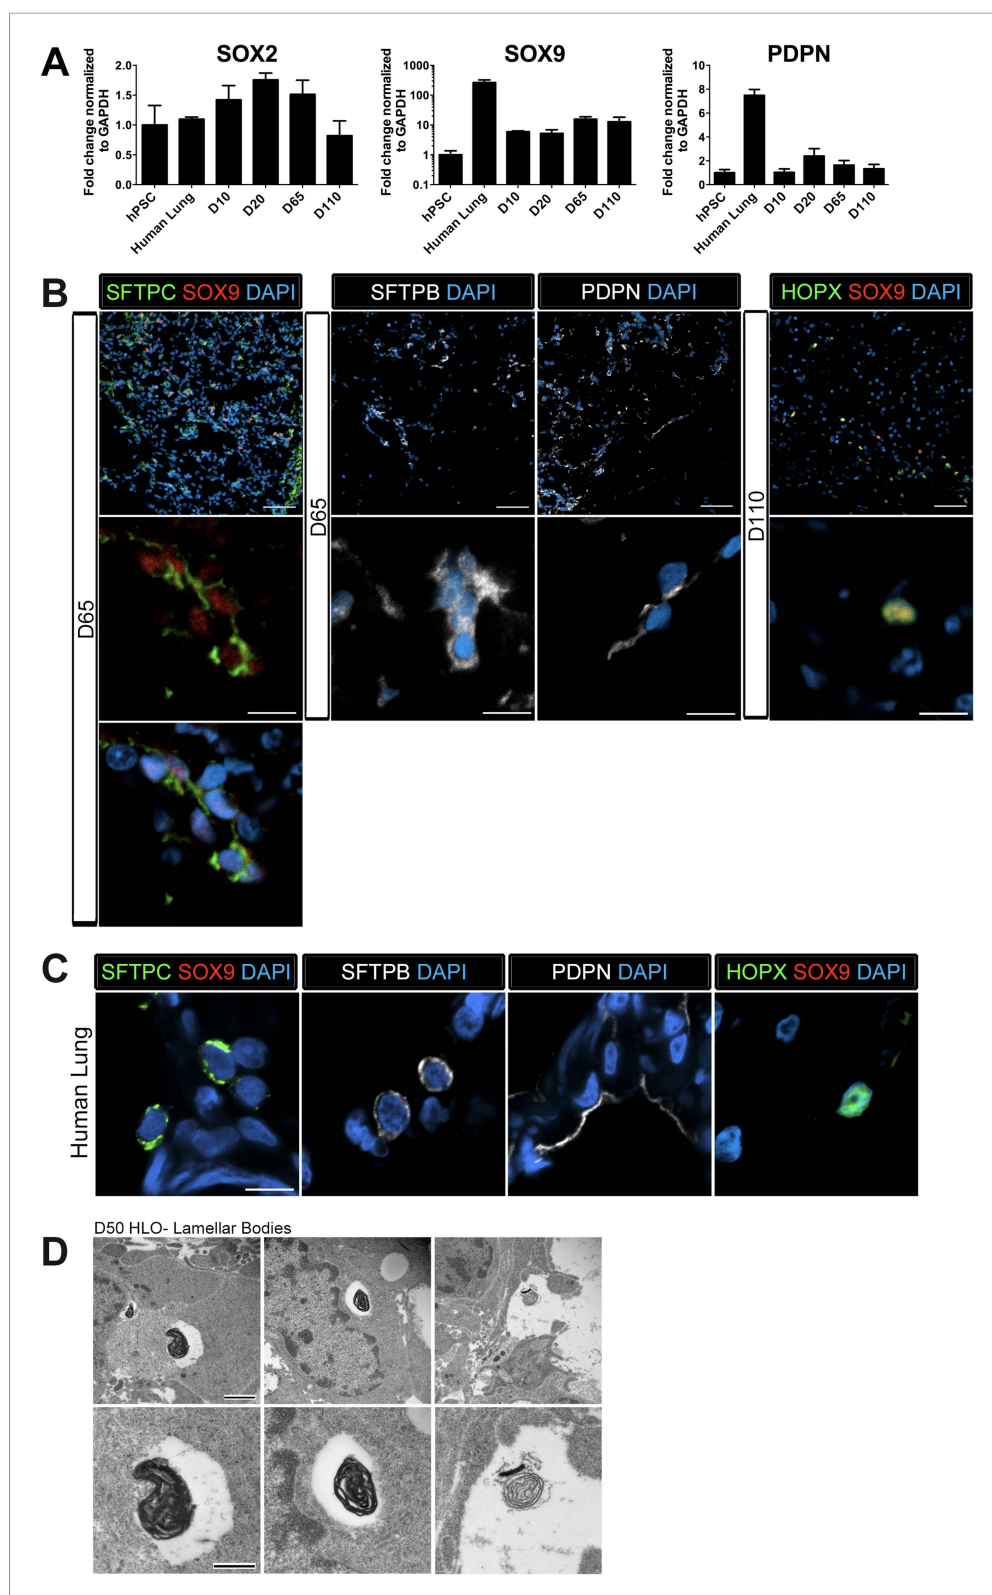 A
SOX2
Fold change normalized
to GAPDH
2.0
1.5
1.0
0.5
0.0
hPSC
Human Lung
D10
D20
D65
D110
SOX9
Fold change normalized
to GAPDH
1000
100
10
1
0.1
hPSC
Human Lung
D10
D20
D65
D110
PDPN
Fold change normalized
to GAPDH
10
8
6
4
2
0
hPSC
Human Lung
D10
D20
D65
D110
B
SFTPC SOX9 DAPI
SFTPB DAPI
PDPN DAPI
HOPX SOX9 DAPI
D65
D65
D110
C
SFTPC SOX9 DAPI
SFTPB DAPI
PDPN DAPI
HOPX SOX9 DAPI
Human Lung
D50 HLO- Lamellar Bodies
D